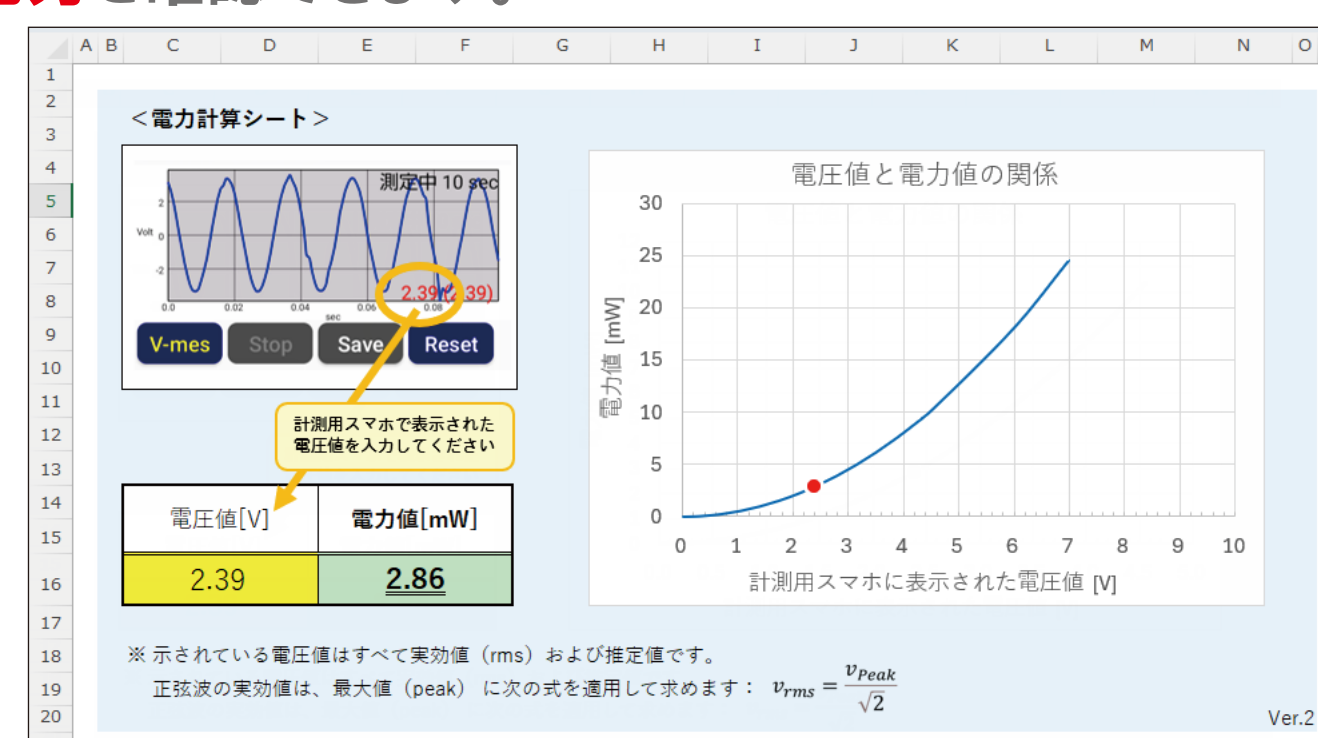 を確認できます。
A B C D E F G H I J K L M N O
1
2
3
4
5
6
7
8
9
10
11
12
13
14
15
16
17
18
19
20
＜電力計算シート＞
測定中 10 sec
2
Volt 0
-2
2.39 (2.39)
0.0 0.02 0.04 0.06 0.08
sec
V-mes Stop Save Reset
計測用スマホで表示された
電圧値を入力してください
電圧値[V] 電力値[mW]
2.39 2.86
電圧値と電力値の関係
電力値 [mW]
30
25
20
15
10
5
0
0 1 2 3 4 5 6 7 8 9 10
計測用スマホに表示された電圧値 [V]
※ 示されている電圧値はすべて実効値（rms）および推定値です。
正弦波の実効値は、最大値（peak） に次の式を適用して求めます： v_rms = v_Peak / √2
Ver.2